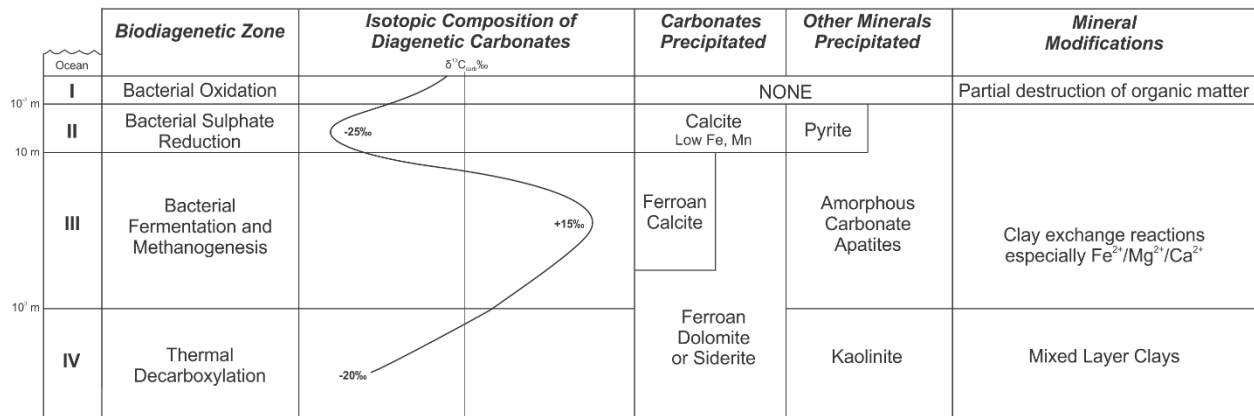 Biodiagenetic Zone
Isotopic Composition of
Diagenetic Carbonates
Carbonates
Precipitated
Other Minerals
Precipitated
Mineral
Modifications
Ocean
δ¹³C carb‰
I
Bacterial Oxidation
NONE
Partial destruction of organic matter
10⁻² m
II
Bacterial Sulphate
Reduction
-25‰
Calcite
Low Fe, Mn
Pyrite
10 m
III
Bacterial
Fermentation and
Methanogenesis
+15‰
Ferroan
Calcite
Amorphous
Carbonate
Apatites
Clay exchange reactions
especially Fe²⁺/Mg²⁺/Ca²⁺
10³ m
IV
Thermal
Decarboxylation
-20‰
Ferroan
Dolomite
or Siderite
Kaolinite
Mixed Layer Clays